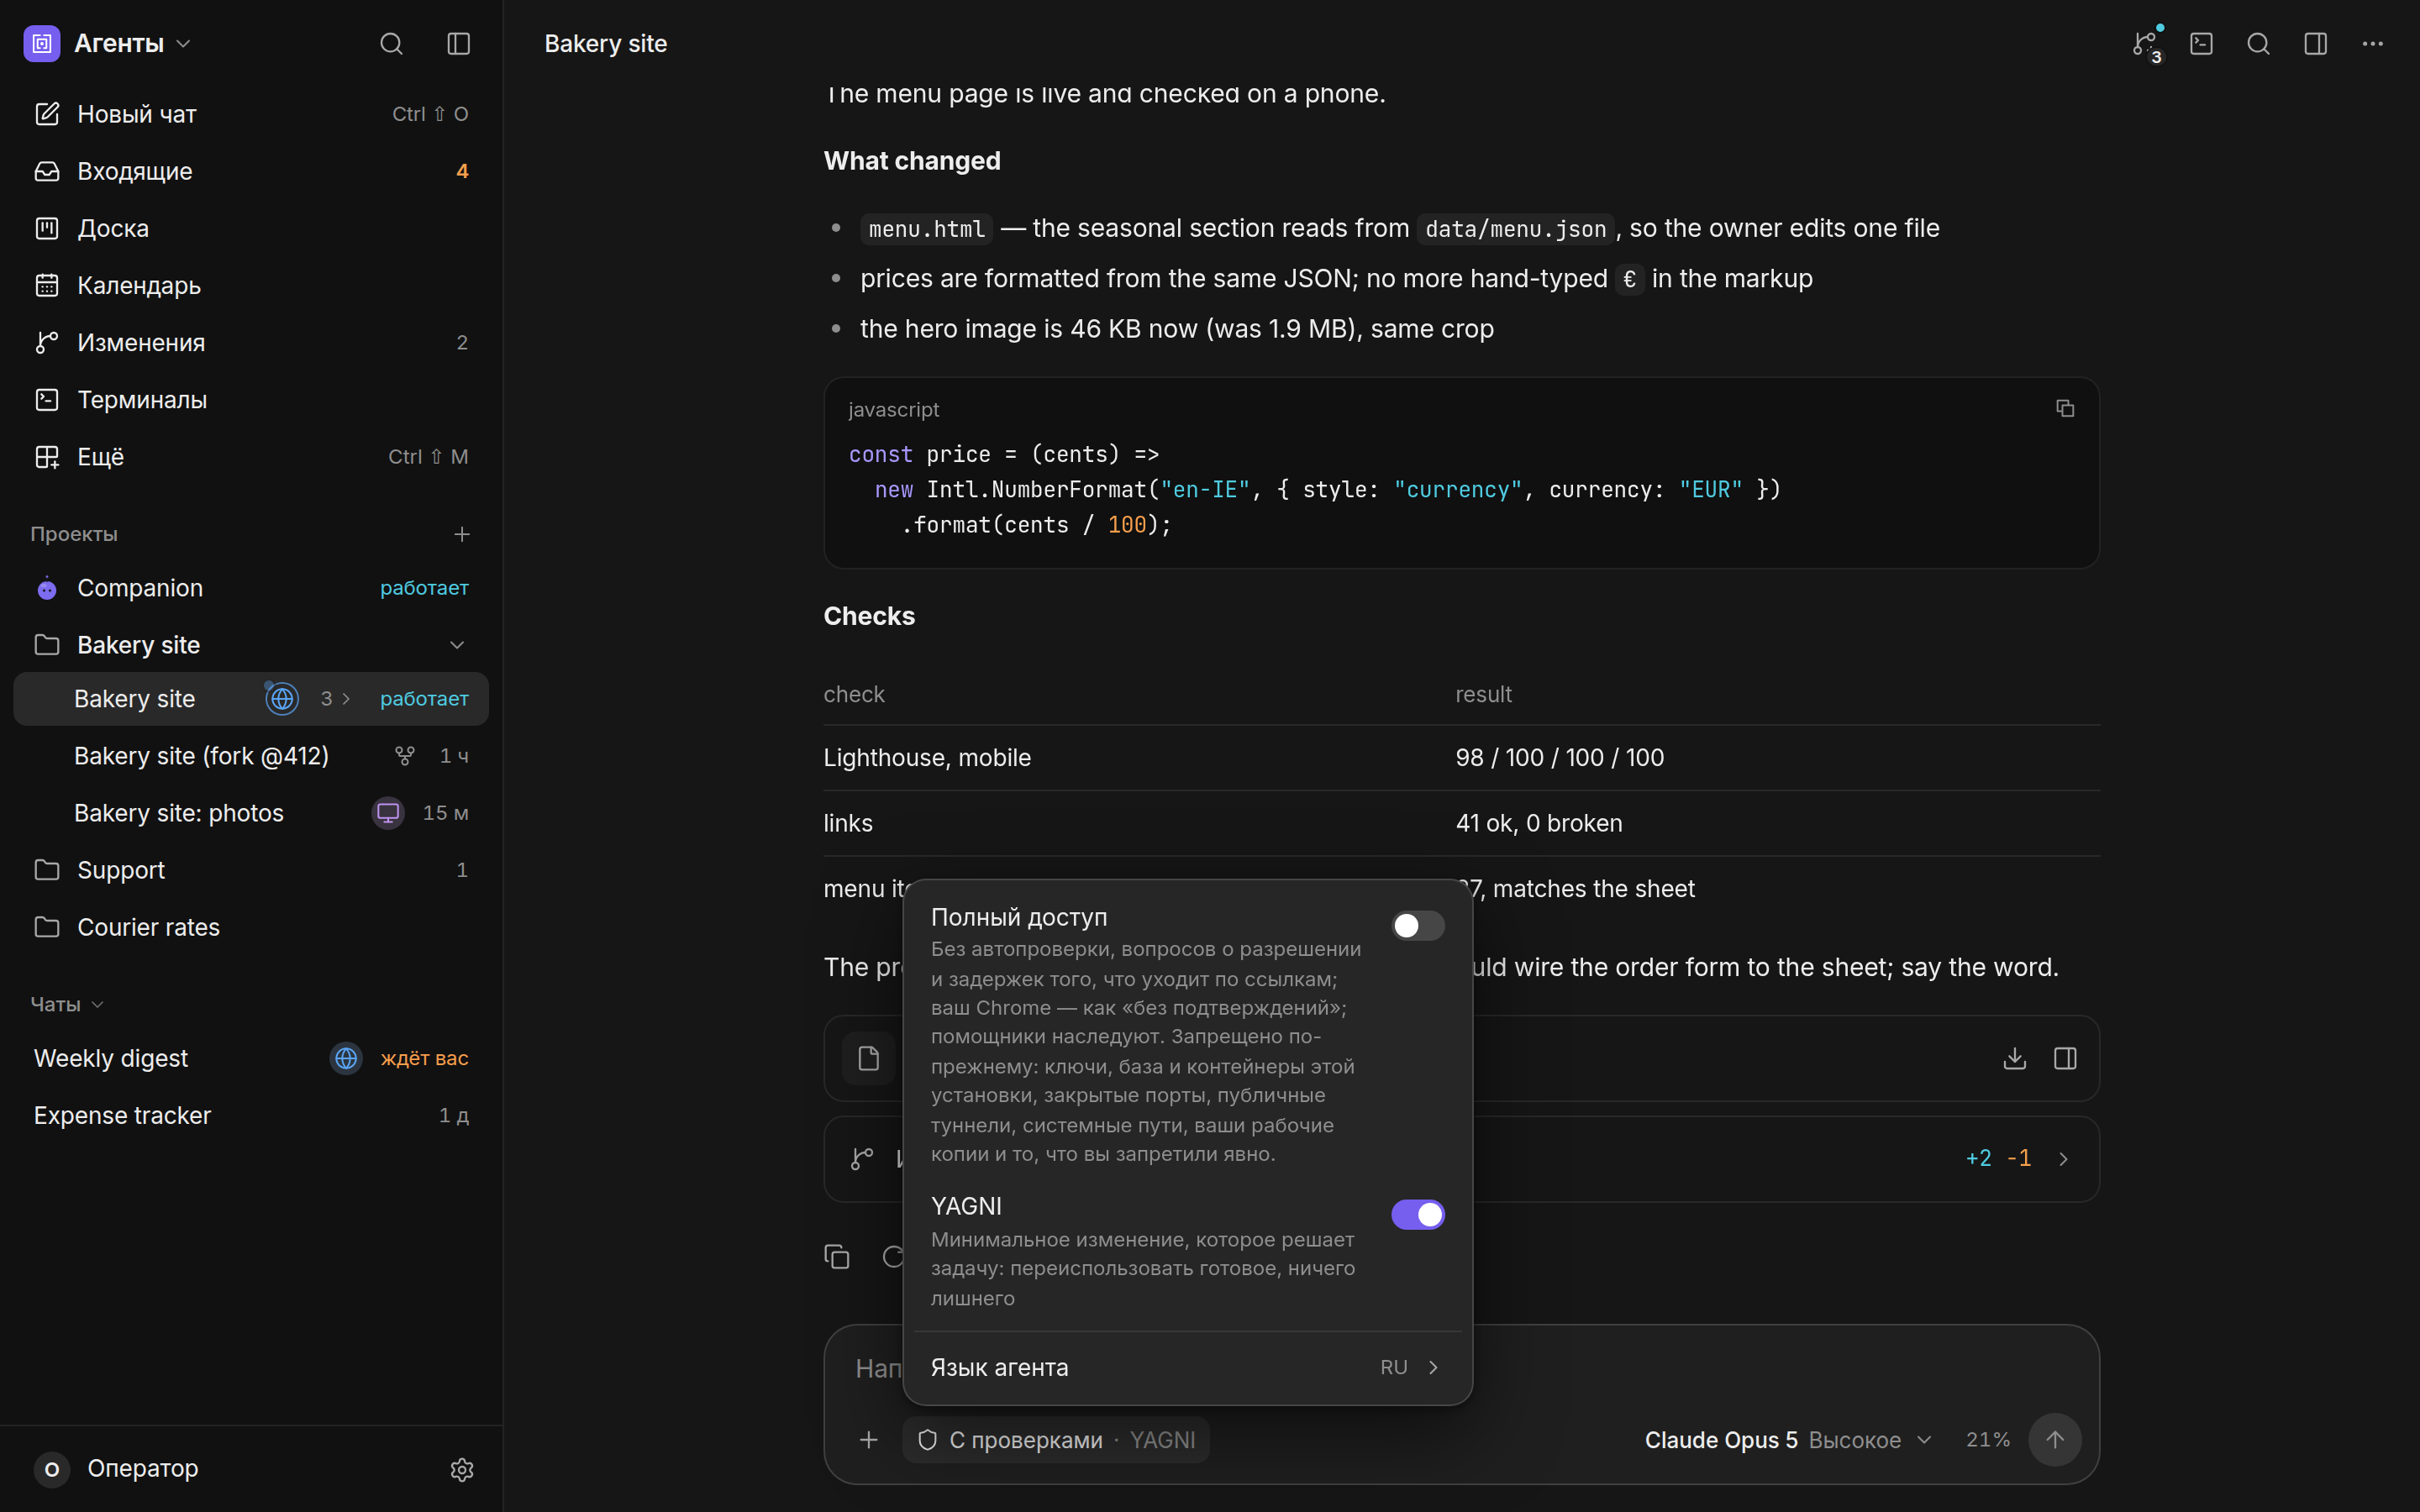 Агенты
Новый чат Ctrl ⇧ O
Входящие 4
Доска
Календарь
Изменения 2
Терминалы
Ещё Ctrl ⇧ M
Проекты
Companion работает
Bakery site
Bakery site 3 работает
Bakery site (fork @412) 1 ч
Bakery site: photos 15 м
Support 1
Courier rates
Чаты
Weekly digest ждёт вас
Expense tracker 1 д
О Оператор
Bakery site
3
The menu page is live and checked on a phone.
What changed
menu.html — the seasonal section reads from data/menu.json, so the owner edits one file
prices are formatted from the same JSON; no more hand-typed € in the markup
the hero image is 46 KB now (was 1.9 MB), same crop
javascript
const price = (cents) =>
new Intl.NumberFormat("en-IE", { style: "currency", currency: "EUR" })
.format(cents / 100);
Checks
check result
Lighthouse, mobile 98 / 100 / 100 / 100
links 41 ok, 0 broken
menu matches the sheet
The wire the order form to the sheet; say the word.
Полный доступ
Без автопроверки, вопросов о разрешении
и задержек того, что уходит по ссылкам;
ваш Chrome — как «без подтверждений»;
помощники наследуют. Запрещено по-
прежнему: ключи, база и контейнеры этой
установки, закрытые порты, публичные
туннели, системные пути, ваши рабочие
копии и то, что вы запретили явно.
+2 -1
YAGNI
Минимальное изменение, которое решает
задачу: переиспользовать готовое, ничего
лишнего
Язык агента RU
С проверками · YAGNI
Claude Opus 5 Высокое 21%